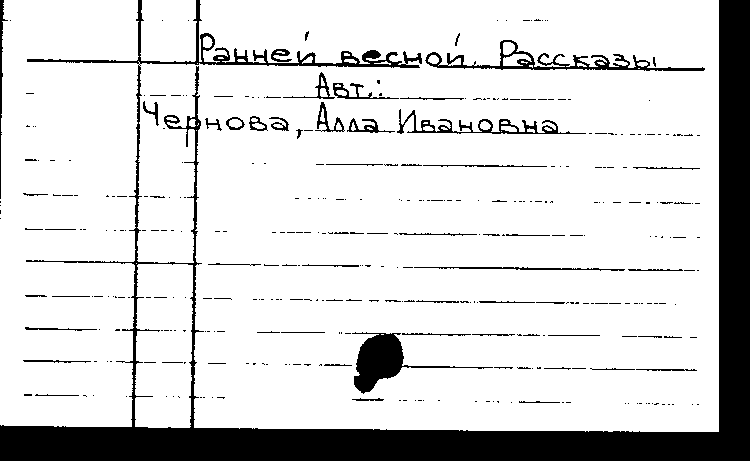 Ранней весной. Рассказы
Авт.:
Чернова, Алла Ивановна